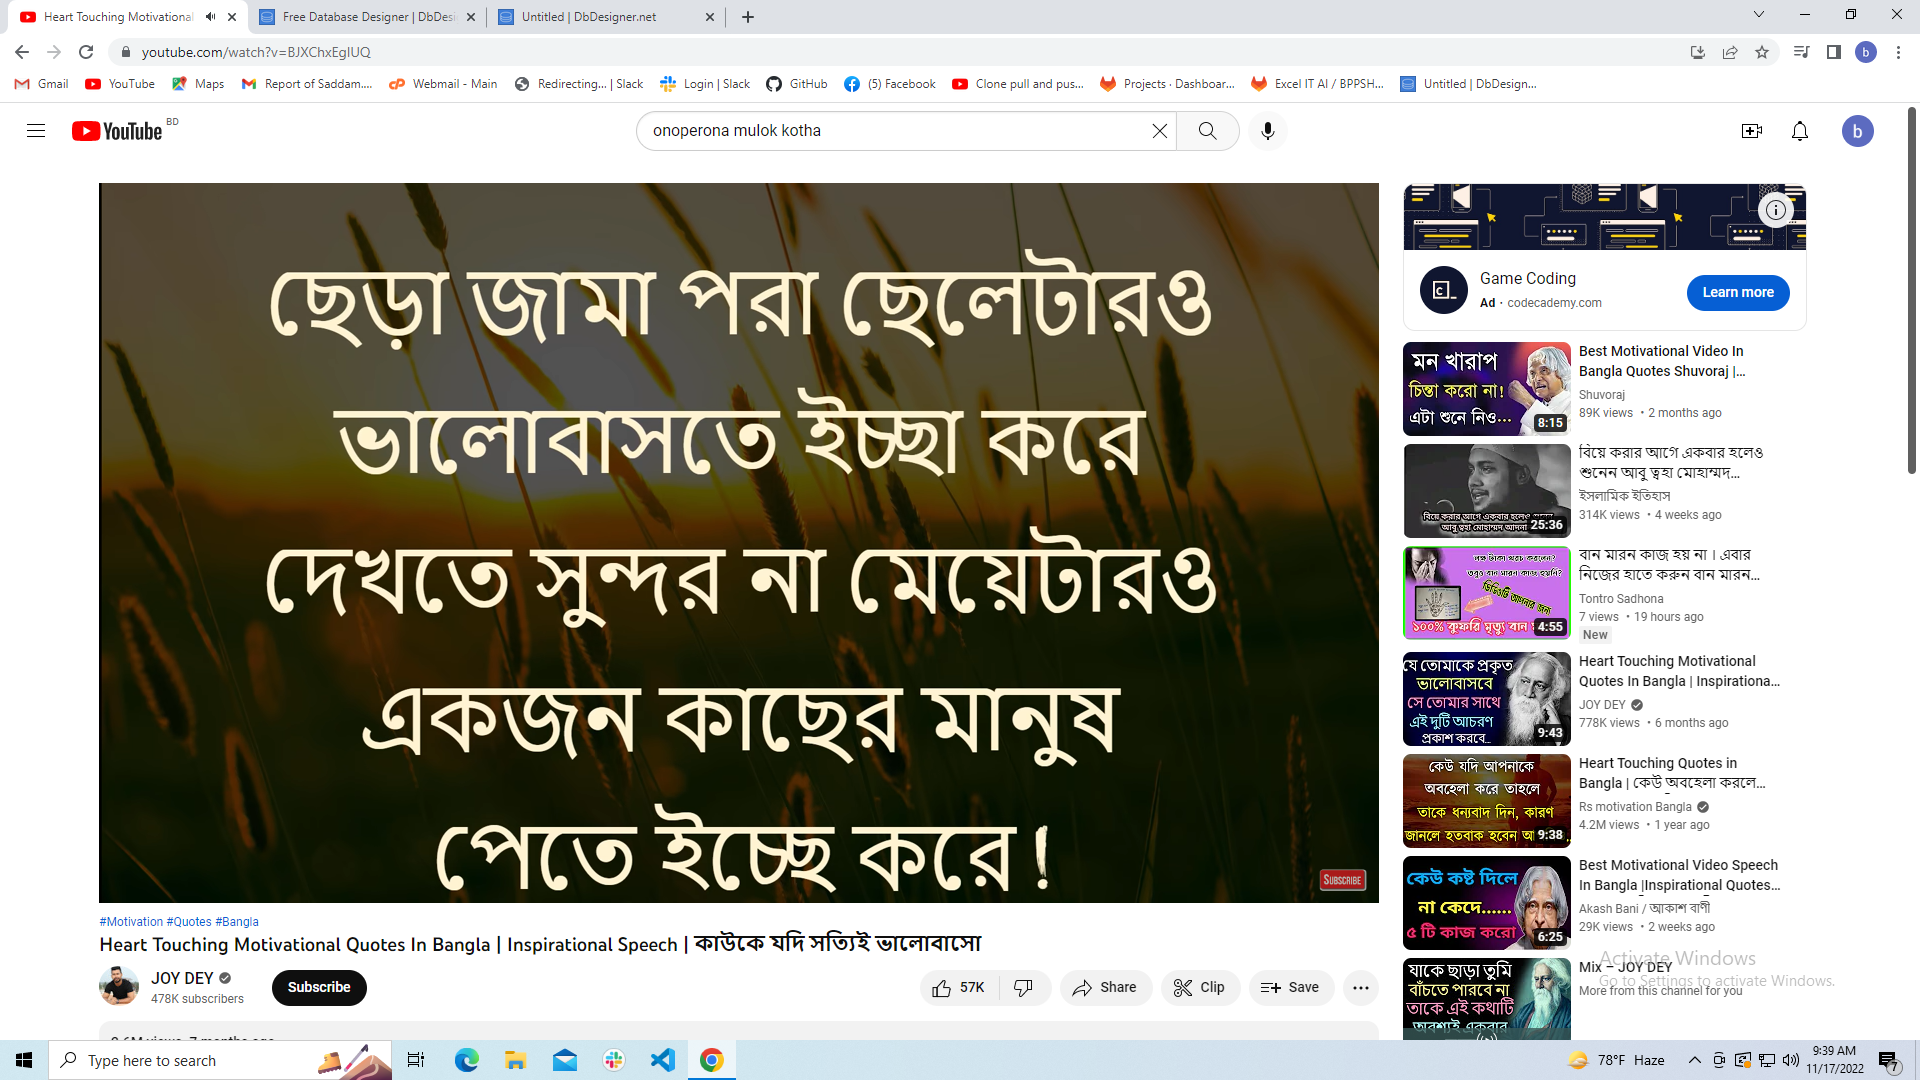 Heart Touching Motivational
Free Database Designer | DbDesi
Untitled | DbDesigner.net
youtube.com/watch?v=BJXChxEgIUQ
b
Gmail
YouTube
Maps
Report of Saddam....
Webmail - Main
Redirecting... | Slack
Login | Slack
GitHub
(5) Facebook
Clone pull and pus...
Projects · Dashboar...
Excel IT AI / BPPSH...
Untitled | DbDesign...
YouTube BD
onoperona mulok kotha
b
ছেড়া জামা পরা ছেলেটারও
ভালোবাসতে ইচ্ছা করে
দেখতে সুন্দর না মেয়েটারও
একজন কাছের মানুষ
পেতে ইচ্ছে করে!
SUBSCRIBE
#Motivation #Quotes #Bangla
Heart Touching Motivational Quotes In Bangla | Inspirational Speech | কাউকে যদি সত্যিই ভালোবাসো
JOY DEY
478K subscribers
Subscribe
57K
Share
Clip
Save
Game Coding
Ad · codecademy.com
Learn more
মন খারাপ
চিন্তা করো না!
এটা শুনে নিও...
8:15
Best Motivational Video In
Bangla Quotes Shuvoraj |...
Shuvoraj
89K views • 2 months ago
বিয়ে করার আগে একবার হলেও
25:36
বিয়ে করার আগে একবার হলেও
শুনেন আবু ত্বহা মোহাম্মদ...
ইসলামিক ইতিহাস
314K views • 4 weeks ago
১০০% কুফরি মৃত্যু বান
4:55
বান মারন কাজ হয় না । এবার
নিজের হাতে করুন বান মারন...
Tontro Sadhona
7 views • 19 hours ago
New
যে তোমাকে প্রকৃত
ভালোবাসবে
সে তোমার সাথে
এই দুটি আচরণ
প্রকাশ করবে...
9:43
Heart Touching Motivational
Quotes In Bangla | Inspirationa...
JOY DEY
778K views • 6 months ago
কেউ যদি আপনাকে
অবহেলা করে তাহলে
তাকে ধন্যবাদ দিন, কারণ
জানলে হতবাক হবেন
9:38
Heart Touching Quotes in
Bangla | কেউ অবহেলা করলে...
Rs motivation Bangla
4.2M views • 1 year ago
কেউ কষ্ট দিলে
না কেদে......
৫ টি কাজ করো
6:25
Best Motivational Video Speech
In Bangla |Inspirational Quotes...
Akash Bani / আকাশ বাণী
29K views • 2 weeks ago
যাকে ছাড়া তুমি
বাঁচতে পারবে না
তাকে এই কথাটি
অবশ্যই একবার
Mix – JOY DEY
More from this channel for you
Activate Windows
Go to Settings to activate Windows.
Type here to search
78°F Haze
9:39 AM
11/17/2022
7